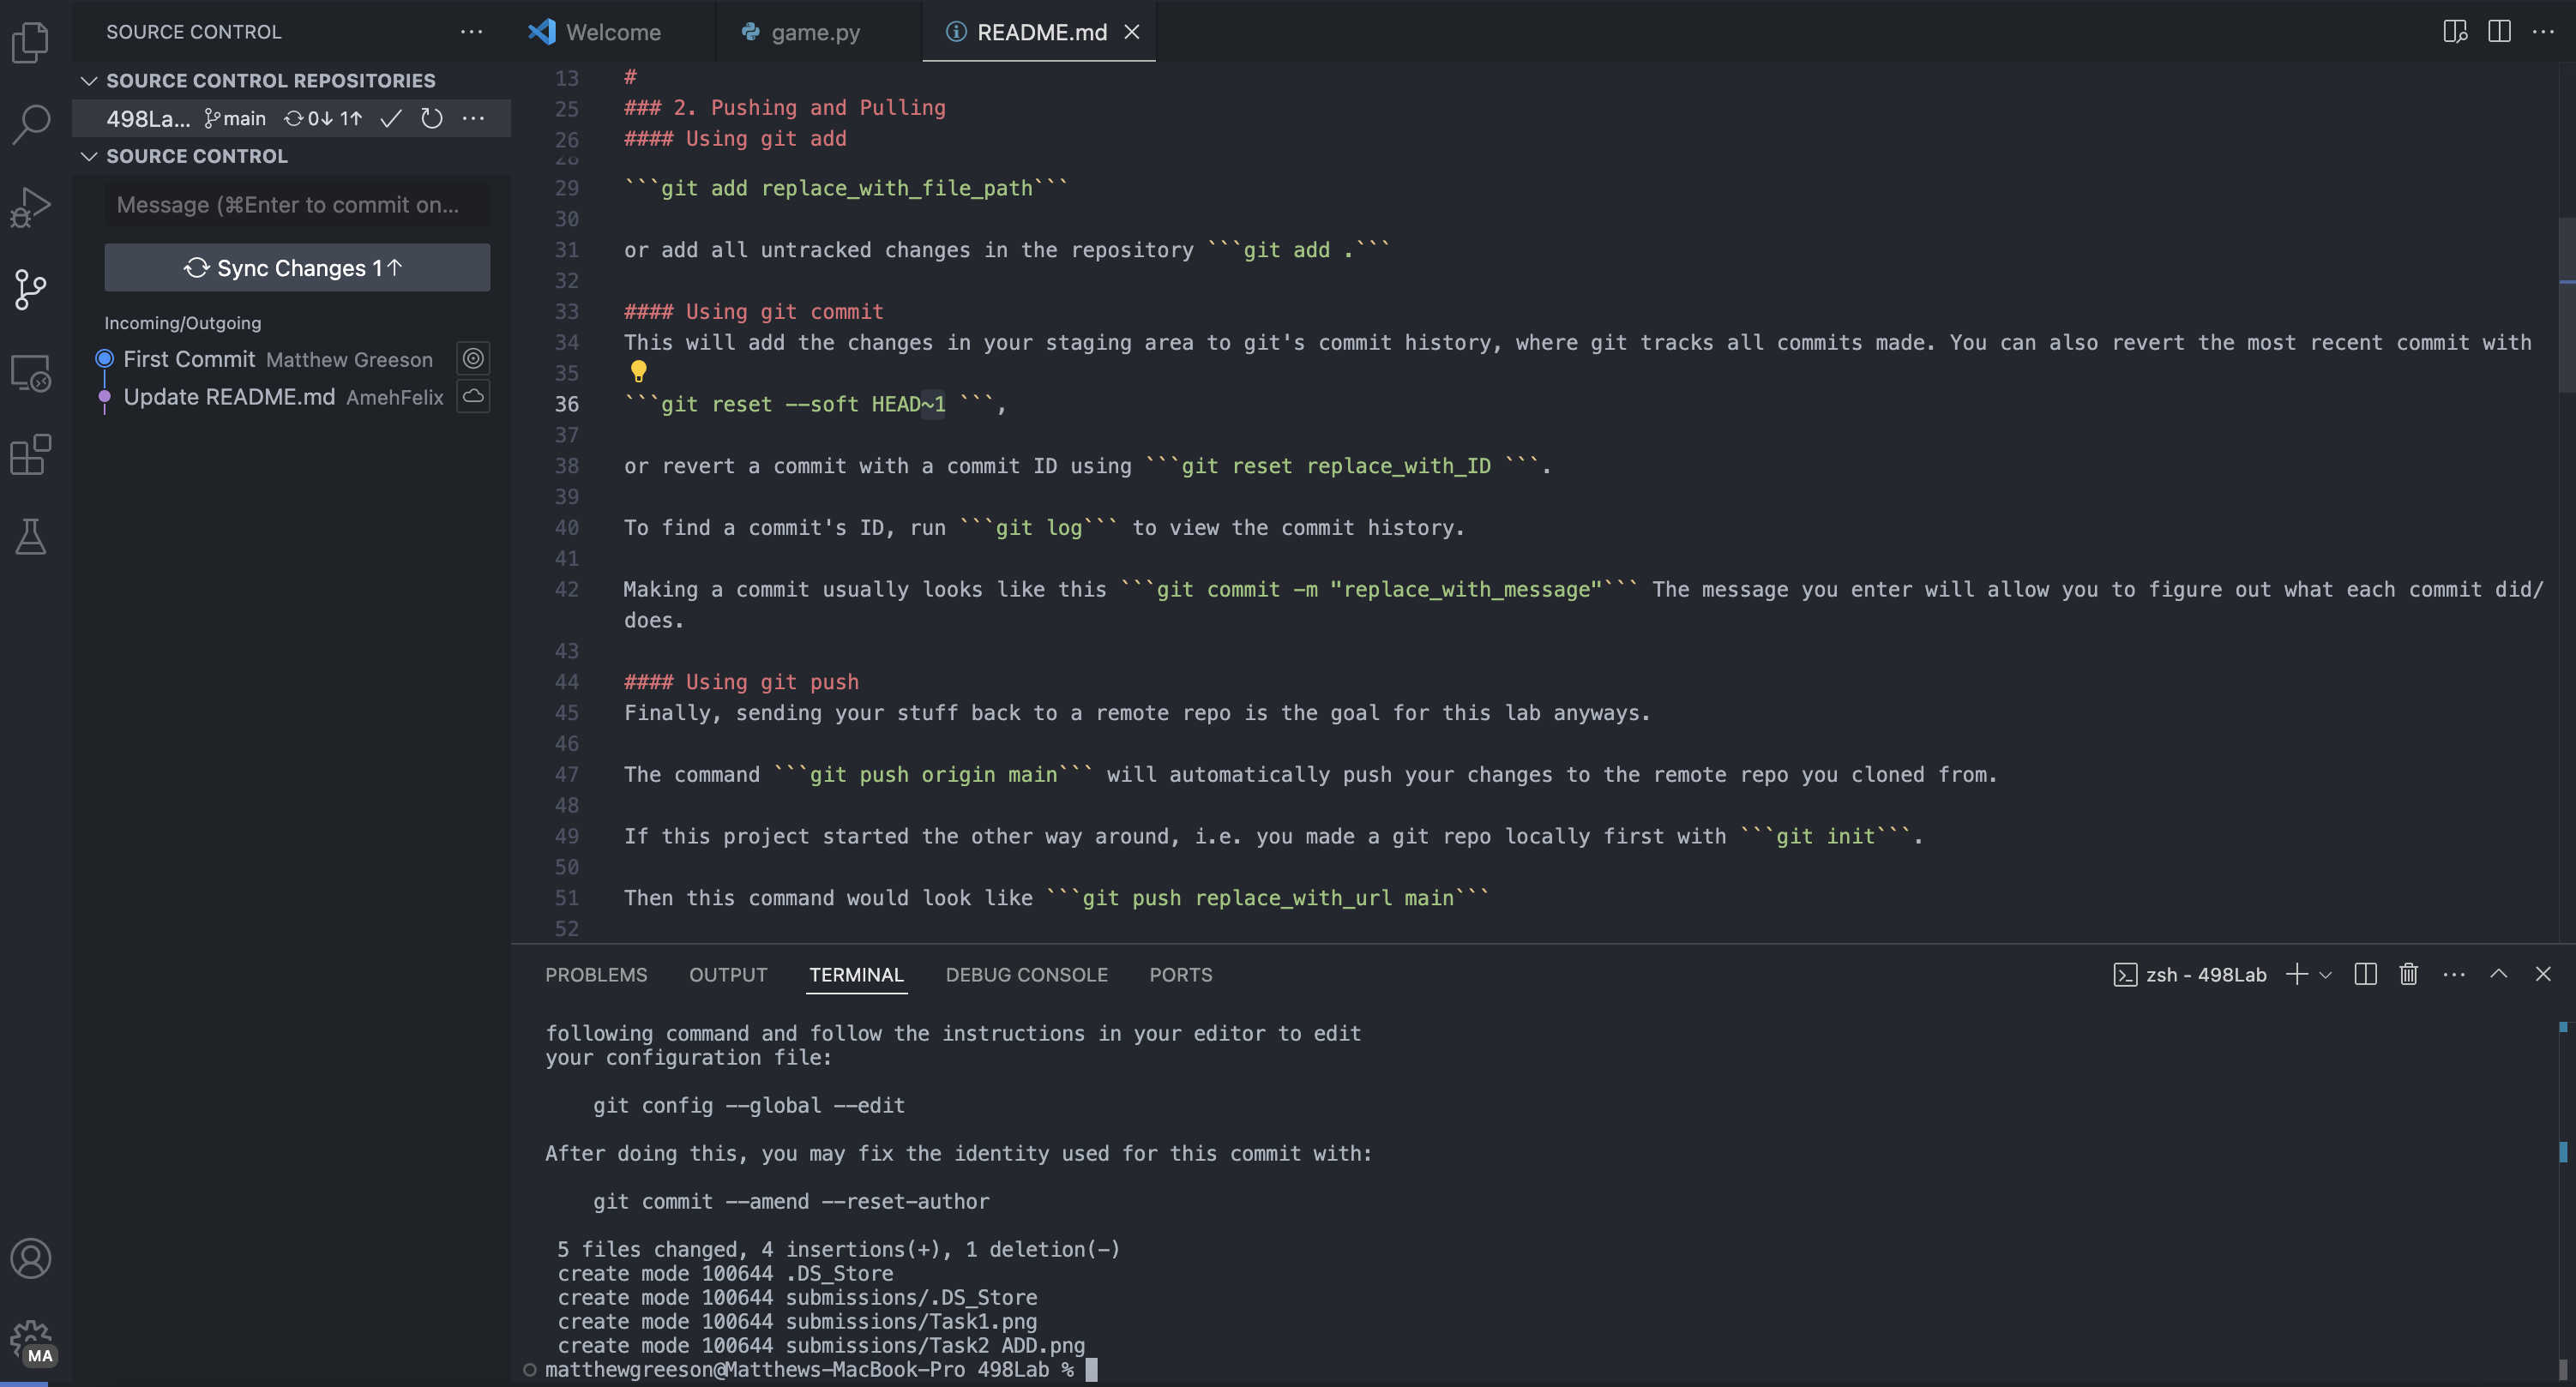 SOURCE CONTROL
SOURCE CONTROL REPOSITORIES
498La... main 0↓ 1↑
SOURCE CONTROL
Message (⌘Enter to commit on...
Sync Changes 1↑
Incoming/Outgoing
First Commit Matthew Greeson
Update README.md AmehFelix
MA
Welcome
game.py
README.md
13 #
25 ### 2. Pushing and Pulling
26 #### Using git add
28
29 ```git add replace_with_file_path```
30
31 or add all untracked changes in the repository ```git add .```
32
33 #### Using git commit
34 This will add the changes in your staging area to git's commit history, where git tracks all commits made. You can also revert the most recent commit with
35
36 ```git reset --soft HEAD~1 ```,
37
38 or revert a commit with a commit ID using ```git reset replace_with_ID ```.
39
40 To find a commit's ID, run ```git log``` to view the commit history.
41
42 Making a commit usually looks like this ```git commit -m "replace_with_message"``` The message you enter will allow you to figure out what each commit did/
does.
43
44 #### Using git push
45 Finally, sending your stuff back to a remote repo is the goal for this lab anyways.
46
47 The command ```git push origin main``` will automatically push your changes to the remote repo you cloned from.
48
49 If this project started the other way around, i.e. you made a git repo locally first with ```git init```.
50
51 Then this command would look like ```git push replace_with_url main```
52
PROBLEMS OUTPUT TERMINAL DEBUG CONSOLE PORTS
zsh - 498Lab
following command and follow the instructions in your editor to edit
your configuration file:
git config --global --edit
After doing this, you may fix the identity used for this commit with:
git commit --amend --reset-author
5 files changed, 4 insertions(+), 1 deletion(-)
create mode 100644 .DS_Store
create mode 100644 submissions/.DS_Store
create mode 100644 submissions/Task1.png
create mode 100644 submissions/Task2 ADD.png
matthewgreeson@Matthews-MacBook-Pro 498Lab %